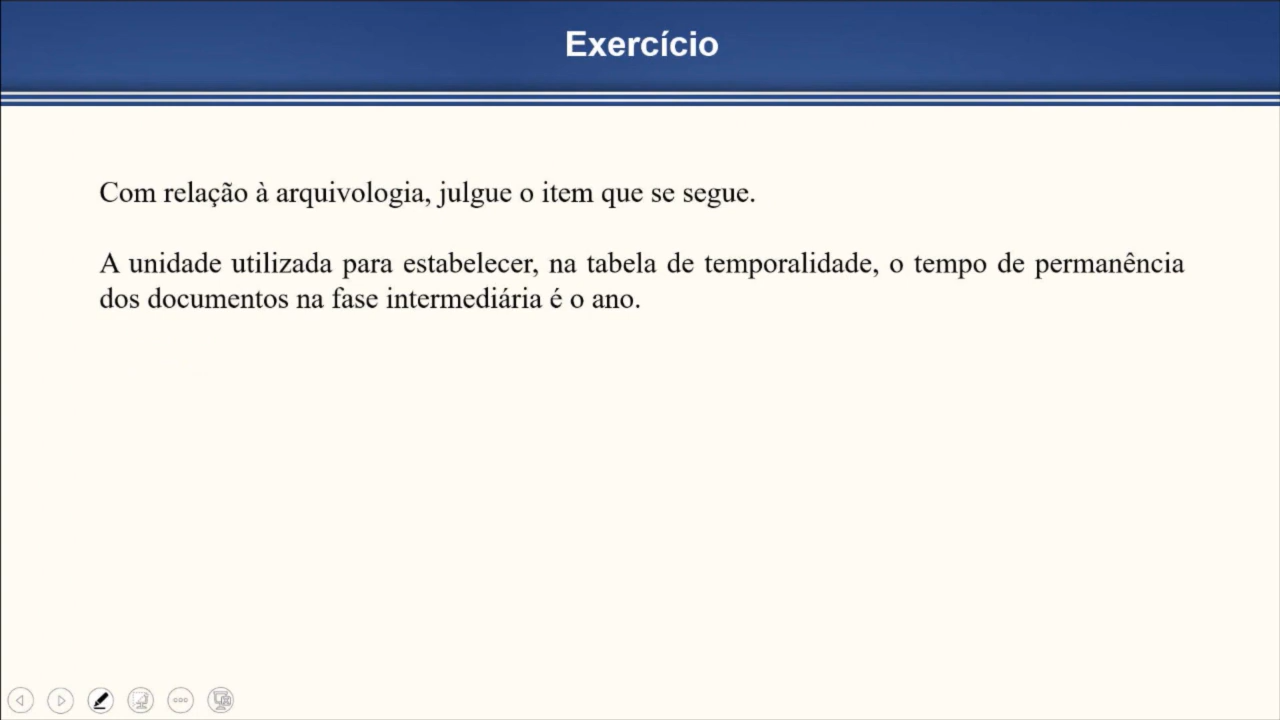 Exercício
Com relação à arquivologia, julgue o item que se segue.
A unidade utilizada para estabelecer, na tabela de temporalidade, o tempo de permanência
dos documentos na fase intermediária é o ano.